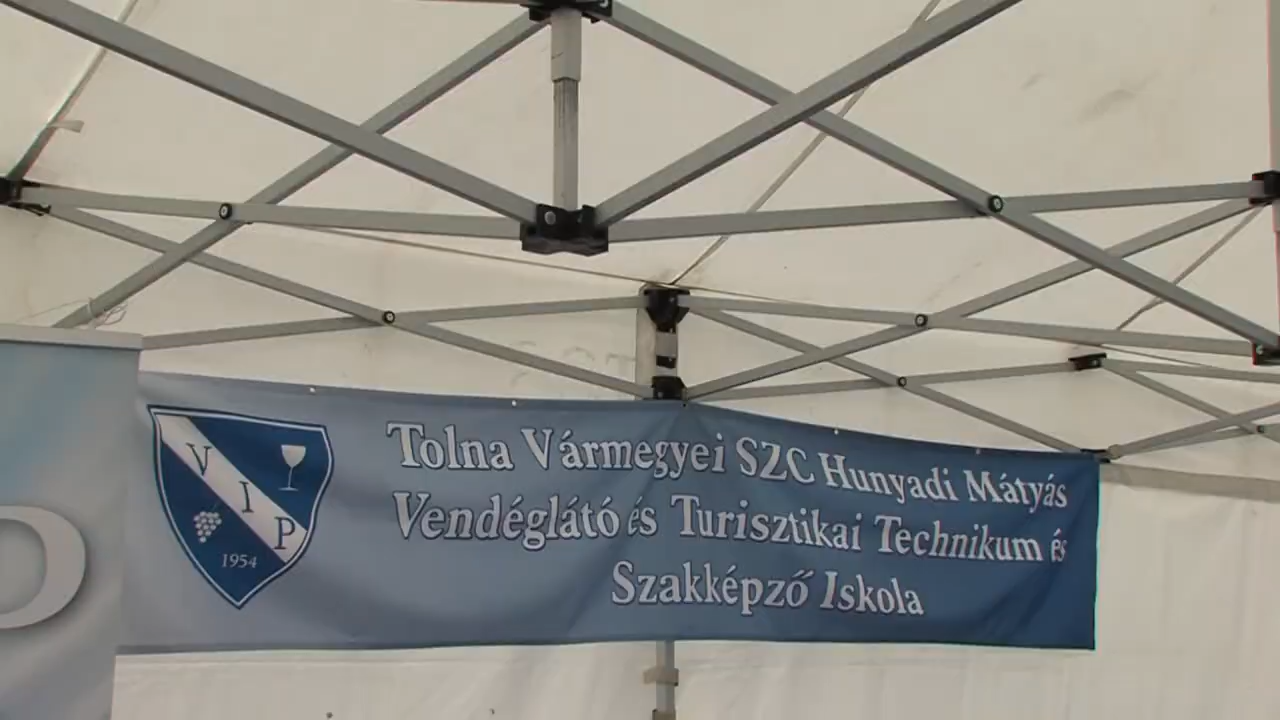 Tolna Vármegyei SZC Hunyadi Mátyás
Vendéglátó és Turisztikai Technikum és
Szakképző Iskola
V
I
P
1954